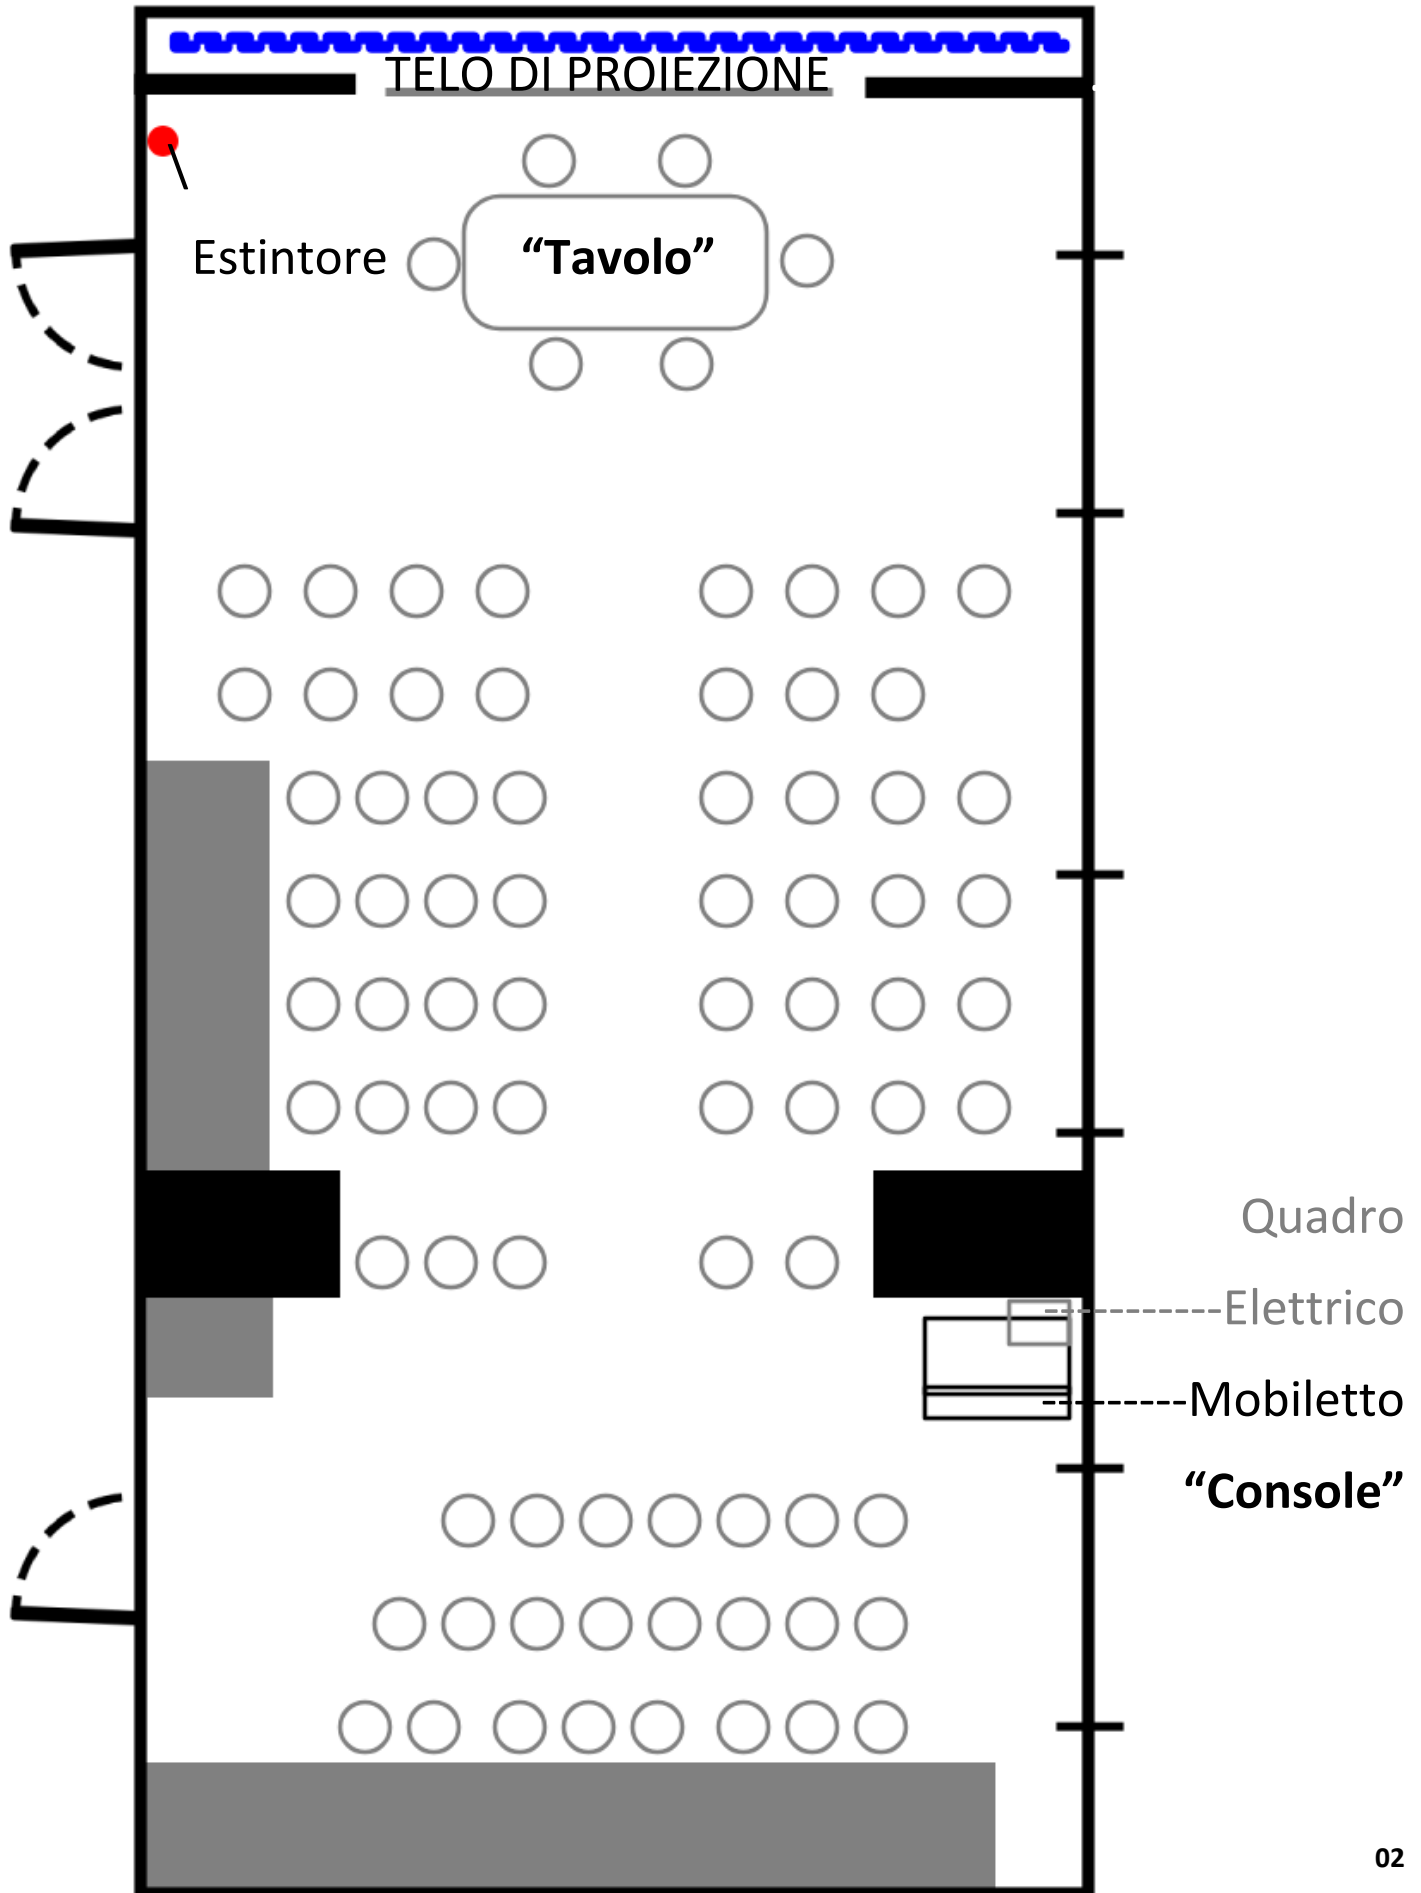 TELO DI PROIEZIONE
Estintore
“Tavolo”
Quadro
Elettrico
Mobiletto
“Console”
02